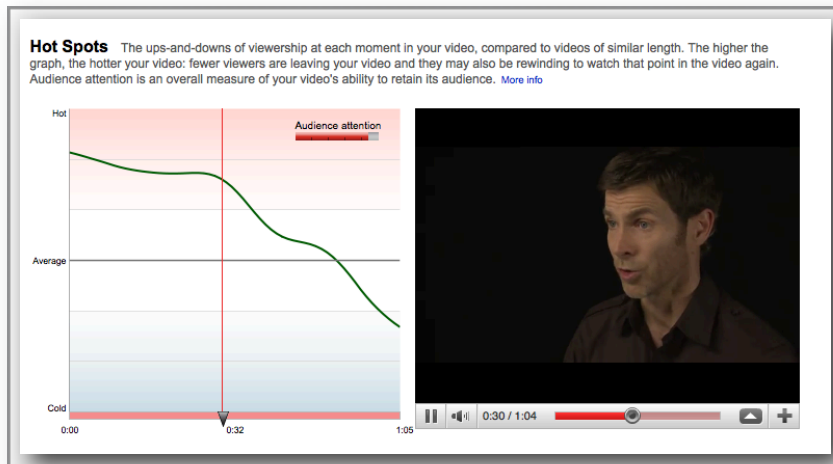 Hot Spots The ups-and-downs of viewership at each moment in your video, compared to videos of similar length. The higher the
graph, the hotter your video: fewer viewers are leaving your video and they may also be rewinding to watch that point in the video again.
Audience attention is an overall measure of your video's ability to retain its audience. More info
Hot
Audience attention
Average
Cold
0:00
0:32
1:05
0:30 / 1:04